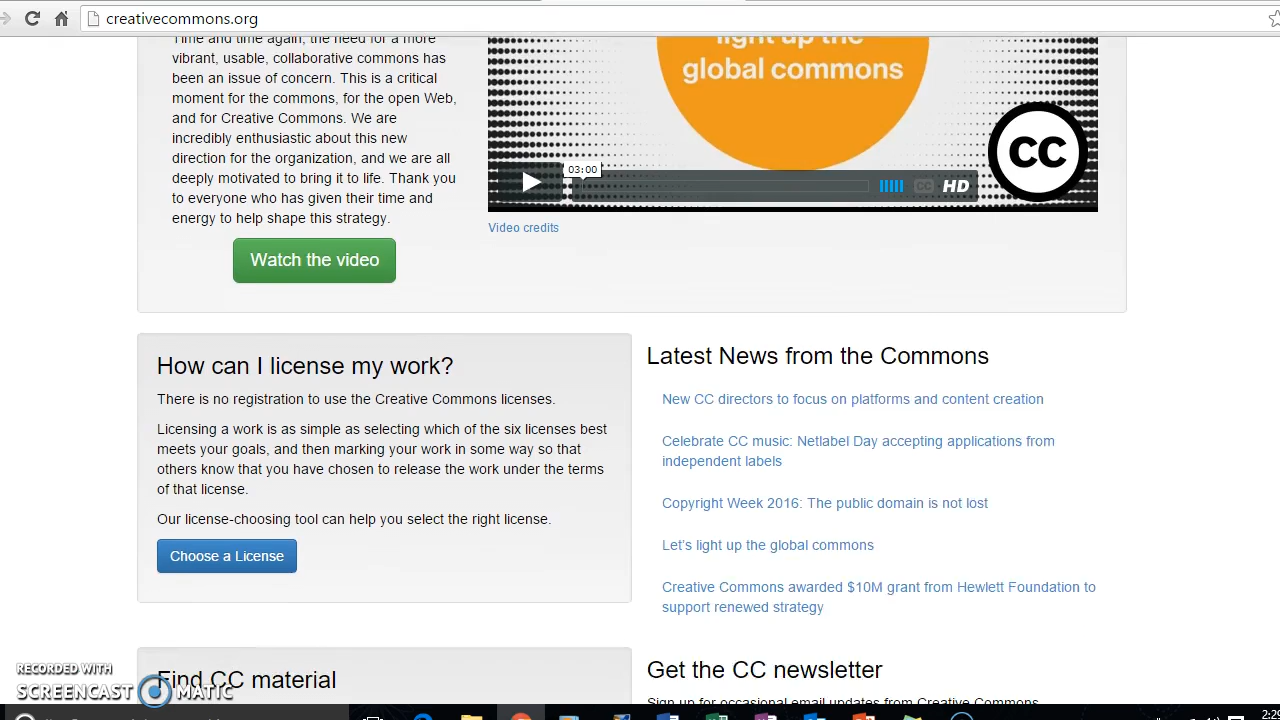 creativecommons.org
Time and time again, the need for a more
vibrant, usable, collaborative commons has
been an issue of concern. This is a critical
moment for the commons, for the open Web,
and for Creative Commons. We are
incredibly enthusiastic about this new
direction for the organization, and we are all
deeply motivated to bring it to life. Thank you
to everyone who has given their time and
energy to help shape this strategy.
Watch the video
light up the
global commons
cc
03:00
CC
HD
Video credits
How can I license my work?
There is no registration to use the Creative Commons licenses.
Licensing a work is as simple as selecting which of the six licenses best
meets your goals, and then marking your work in some way so that
others know that you have chosen to release the work under the terms
of that license.
Our license-choosing tool can help you select the right license.
Choose a License
Latest News from the Commons
New CC directors to focus on platforms and content creation
Celebrate CC music: Netlabel Day accepting applications from
independent labels
Copyright Week 2016: The public domain is not lost
Let's light up the global commons
Creative Commons awarded $10M grant from Hewlett Foundation to
support renewed strategy
Find CC material
Get the CC newsletter
Sign up for occasional email updates from Creative Commons
RECORDED WITH
SCREENCAST MATIC